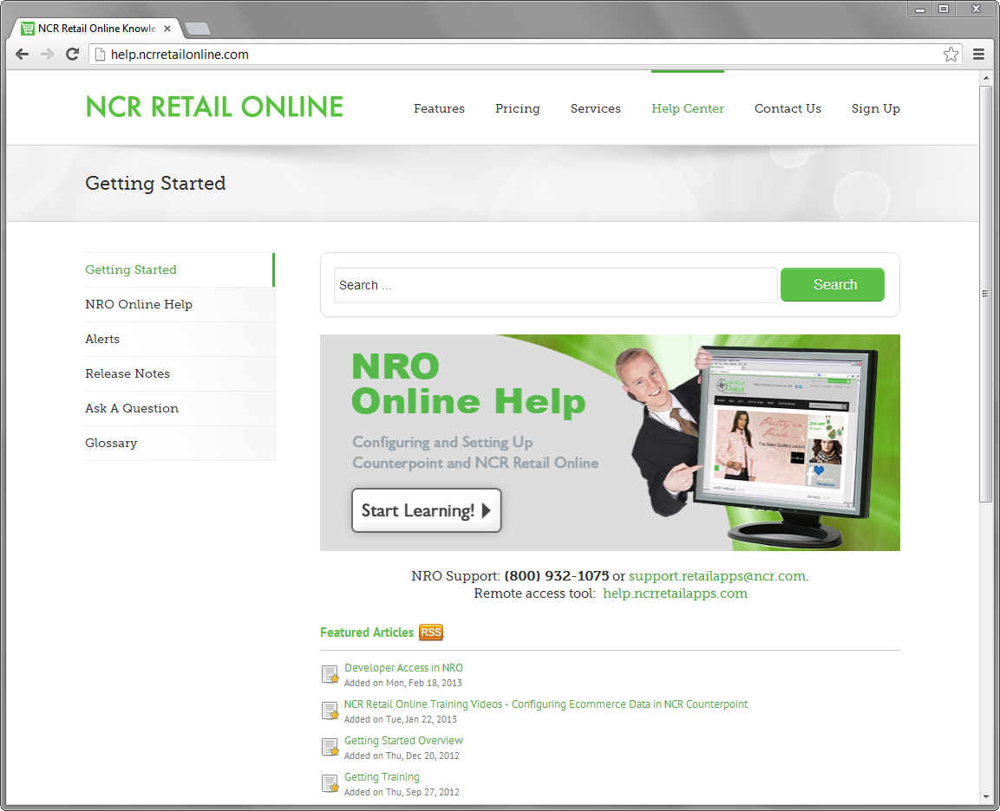 NCR Retail Online Knowle
help.ncrretailonline.com
NCR RETAIL ONLINE
Features
Pricing
Services
Help Center
Contact Us
Sign Up
Getting Started
Getting Started
NRO Online Help
Alerts
Release Notes
Ask A Question
Glossary
Search ...
Search
NRO
Online Help
Configuring and Setting Up
Counterpoint and NCR Retail Online
Start Learning!
Outlet
Pretty in
Pink...
NRO Support: (800) 932-1075 or support.retailapps@ncr.com.
Remote access tool: help.ncrretailapps.com
Featured Articles RSS
Developer Access in NRO
Added on Mon, Feb 18, 2013
NCR Retail Online Training Videos - Configuring Ecommerce Data in NCR Counterpoint
Added on Tue, Jan 22, 2013
Getting Started Overview
Added on Thu, Dec 20, 2012
Getting Training
Added on Thu, Sep 27, 2012